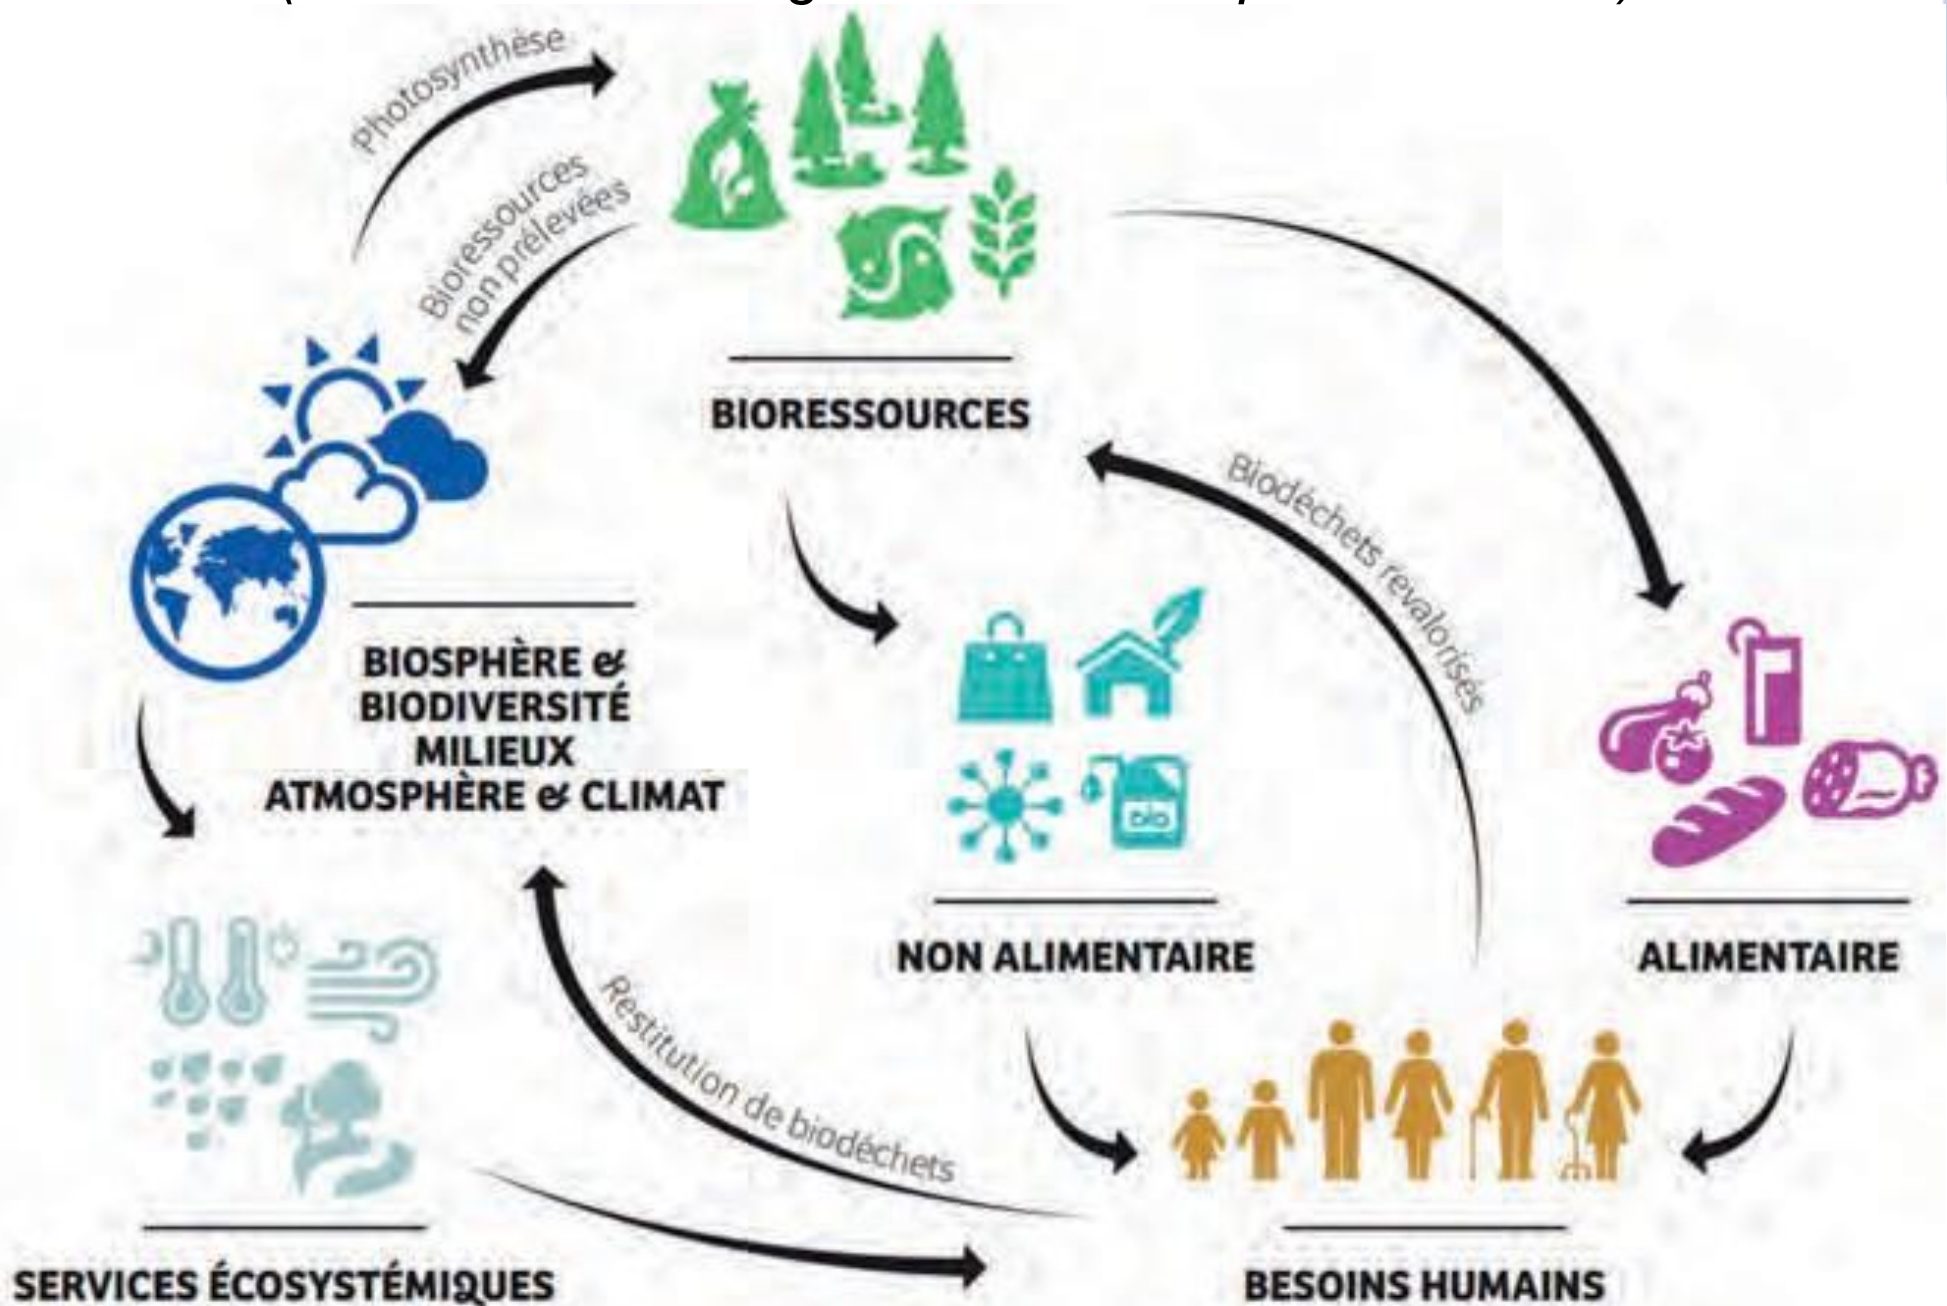 Photosynthèse
Bioressources
non prélevées
BIORESSOURCES
Biodéchets revalorisés
BIOSPHÈRE &
BIODIVERSITÉ
MILIEUX
ATMOSPHÈRE & CLIMAT
bio
NON ALIMENTAIRE
ALIMENTAIRE
Restitution de biodéchets
SERVICES ÉCOSYSTÉMIQUES
BESOINS HUMAINS